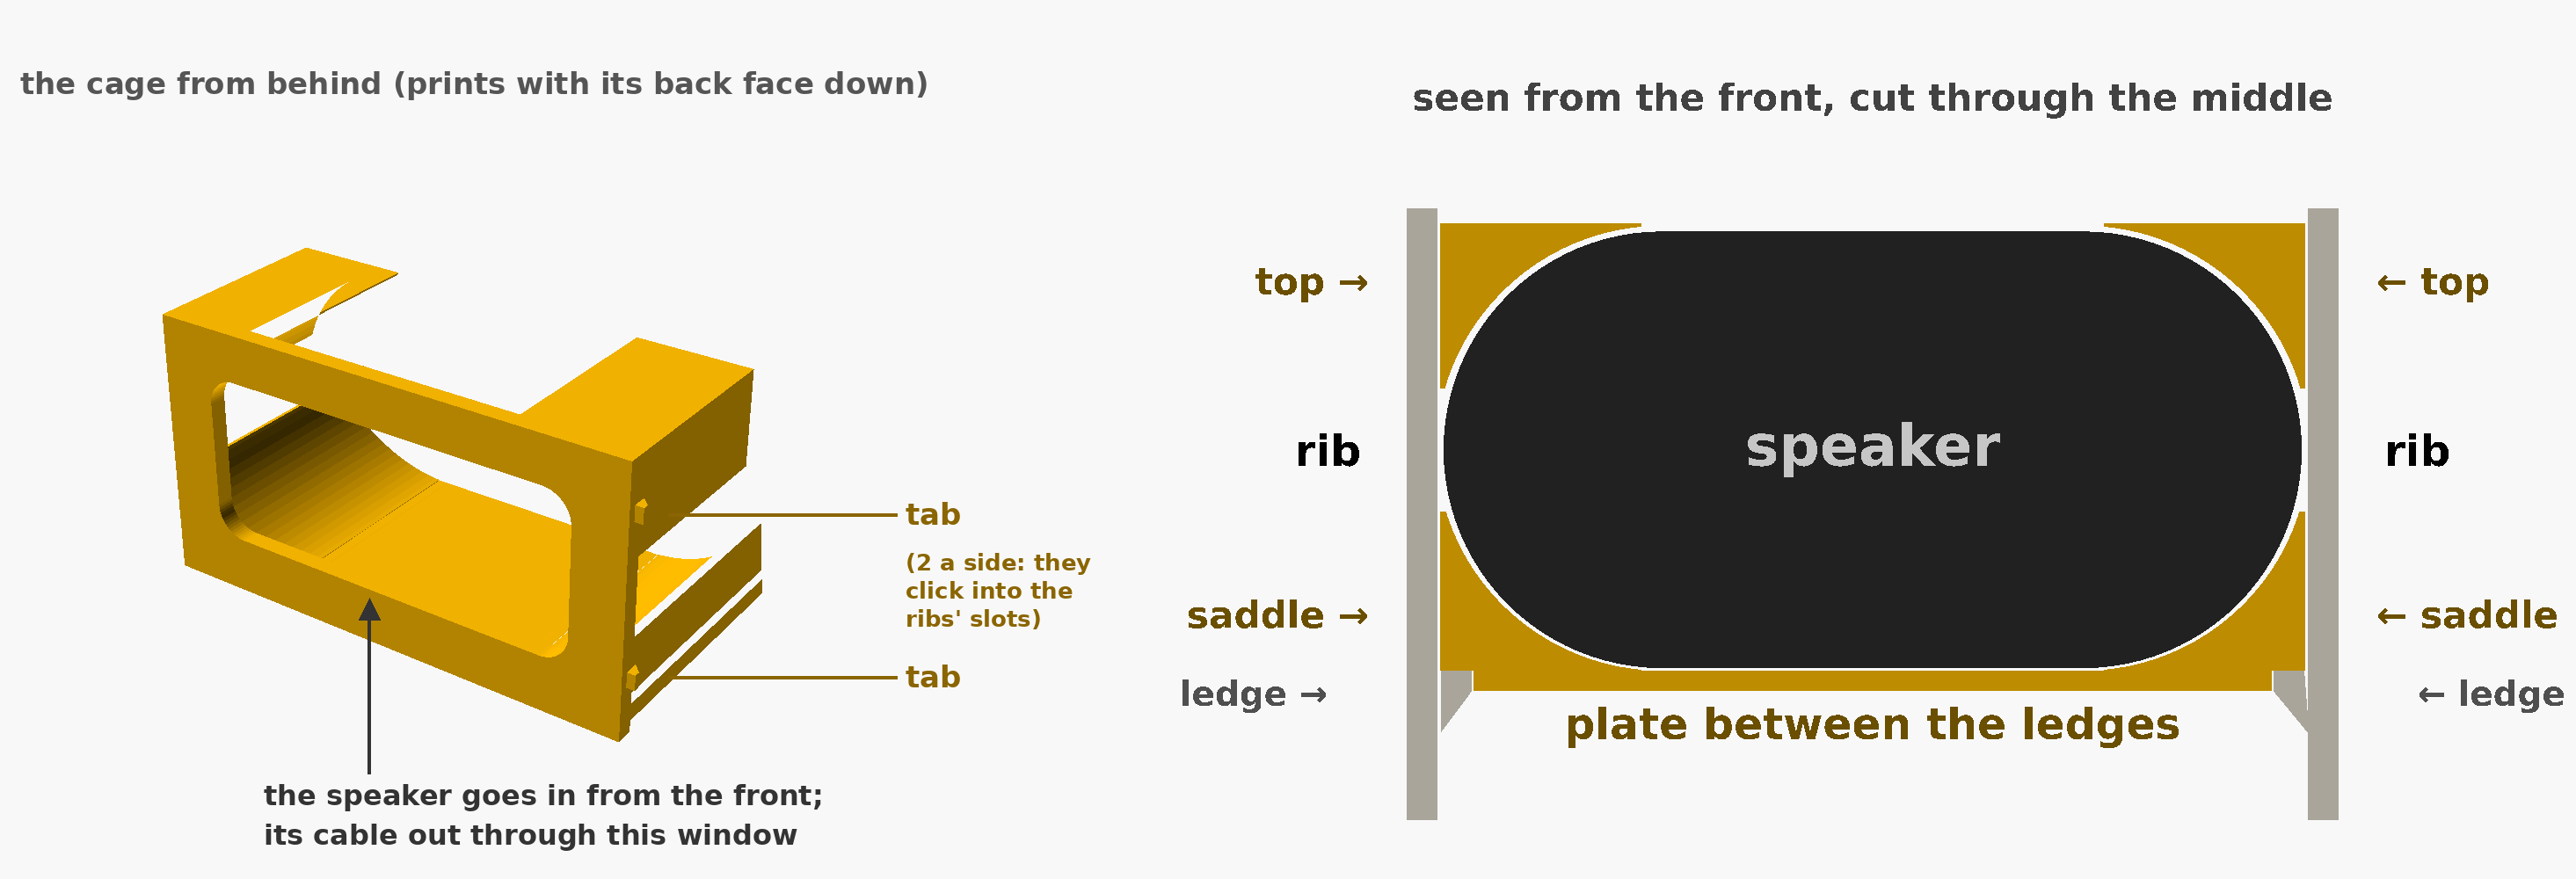 the cage from behind (prints with its back face down)
tab
(2 a side: they
click into the
ribs' slots)
tab
the speaker goes in from the front;
its cable out through this window
seen from the front, cut through the middle
top →
← top
rib
speaker
rib
saddle →
← saddle
ledge →
← ledge
plate between the ledges